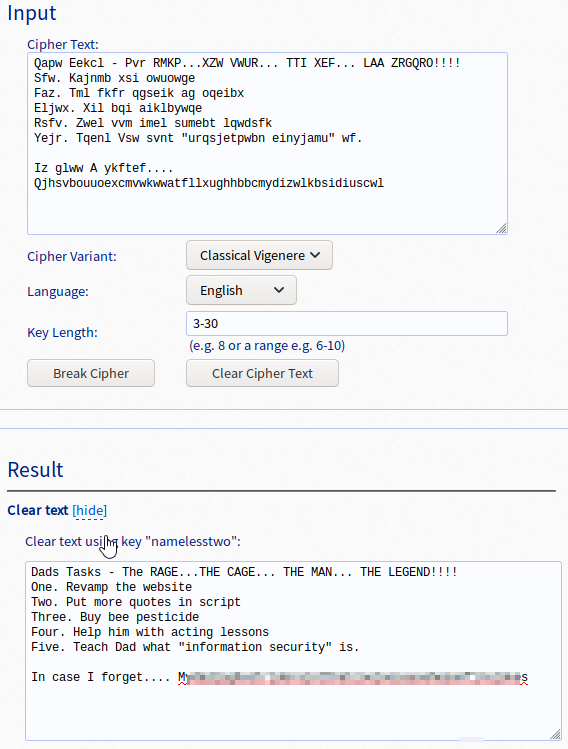 Input
Cipher Text:
Qapw Eekcl - Pvr RMKP...XZW VWUR... TTI XEF... LAA ZRGQRO!!!!
Sfw. Kajnmb xsi owuowge
Faz. Tml fkfr qgseik ag oqeibx
Eljwx. Xil bqi aiklbywqe
Rsfv. Zwel vvm imel sumebt lqwdsfk
Yejr. Tqenl Vsw svnt "urqsjetpwbn einyjamu" wf.
Iz glww A ykftef....
Qjhsvbouuoexcmvwkwwatfllxughhbbcmydizwlkbsidiuscwl
Cipher Variant:
Classical Vigenere
Language:
English
Key Length:
3-30
(e.g. 8 or a range e.g. 6-10)
Break Cipher
Clear Cipher Text
Result
Clear text [hide]
Clear text using key "namelesstwo":
Dads Tasks - The RAGE...THE CAGE... THE MAN... THE LEGEND!!!!
One. Revamp the website
Two. Put more quotes in script
Three. Buy bee pesticide
Four. Help him with acting lessons
Five. Teach Dad what "information security" is.
In case I forget....